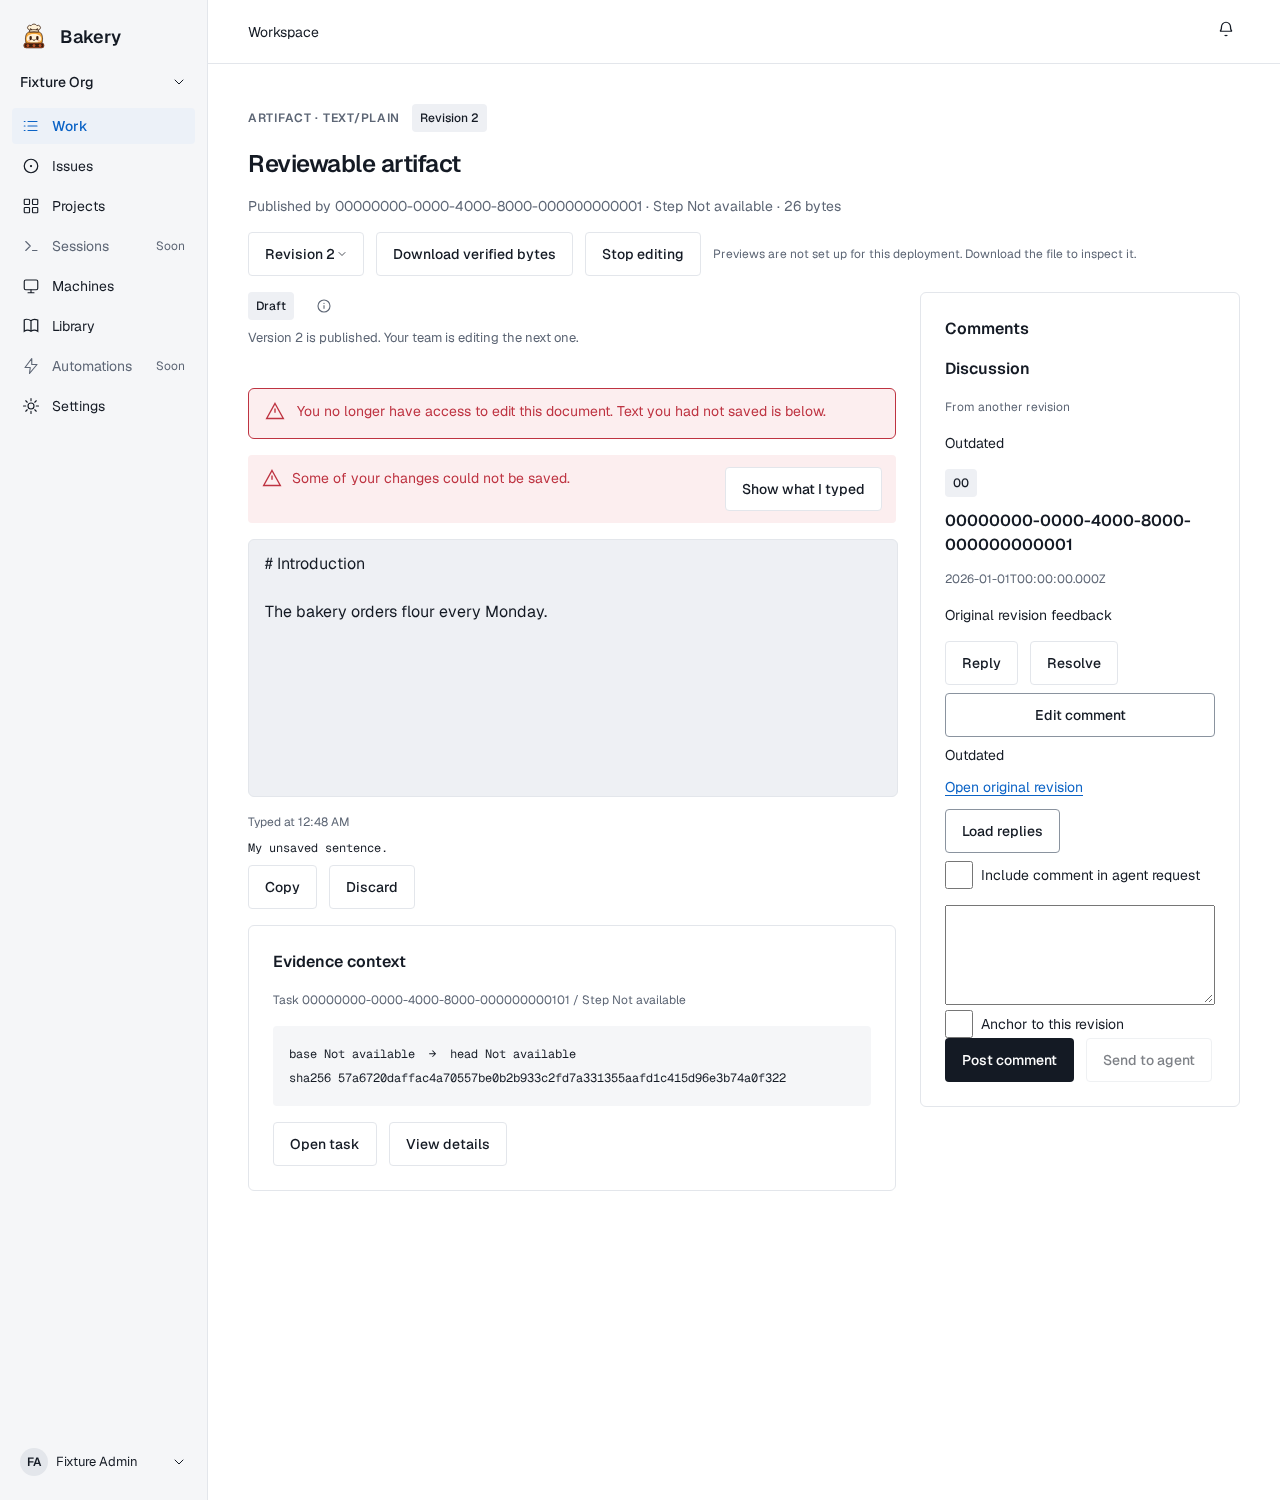 Bakery
Fixture Org
Work
Issues
Projects
Sessions Soon
Machines
Library
Automations Soon
Settings
FA Fixture Admin
Workspace
ARTIFACT · TEXT/PLAIN Revision 2
Reviewable artifact
Published by 00000000-0000-4000-8000-000000000001 · Step Not available · 26 bytes
Revision 2 Download verified bytes Stop editing Previews are not set up for this deployment. Download the file to inspect it.
Draft
Version 2 is published. Your team is editing the next one.
You no longer have access to edit this document. Text you had not saved is below.
Some of your changes could not be saved. Show what I typed
# Introduction
The bakery orders flour every Monday.
Typed at 12:48 AM
My unsaved sentence.
Copy Discard
Evidence context
Task 00000000-0000-4000-8000-000000000101 / Step Not available
base Not available → head Not available
sha256 57a6720daffac4a70557be0b2b933c2fd7a331355aafd1c415d96e3b74a0f322
Open task View details
Comments
Discussion
From another revision
Outdated
00
00000000-0000-4000-8000-
000000000001
2026-01-01T00:00:00.000Z
Original revision feedback
Reply Resolve
Edit comment
Outdated
Open original revision
Load replies
Include comment in agent request
Anchor to this revision
Post comment Send to agent